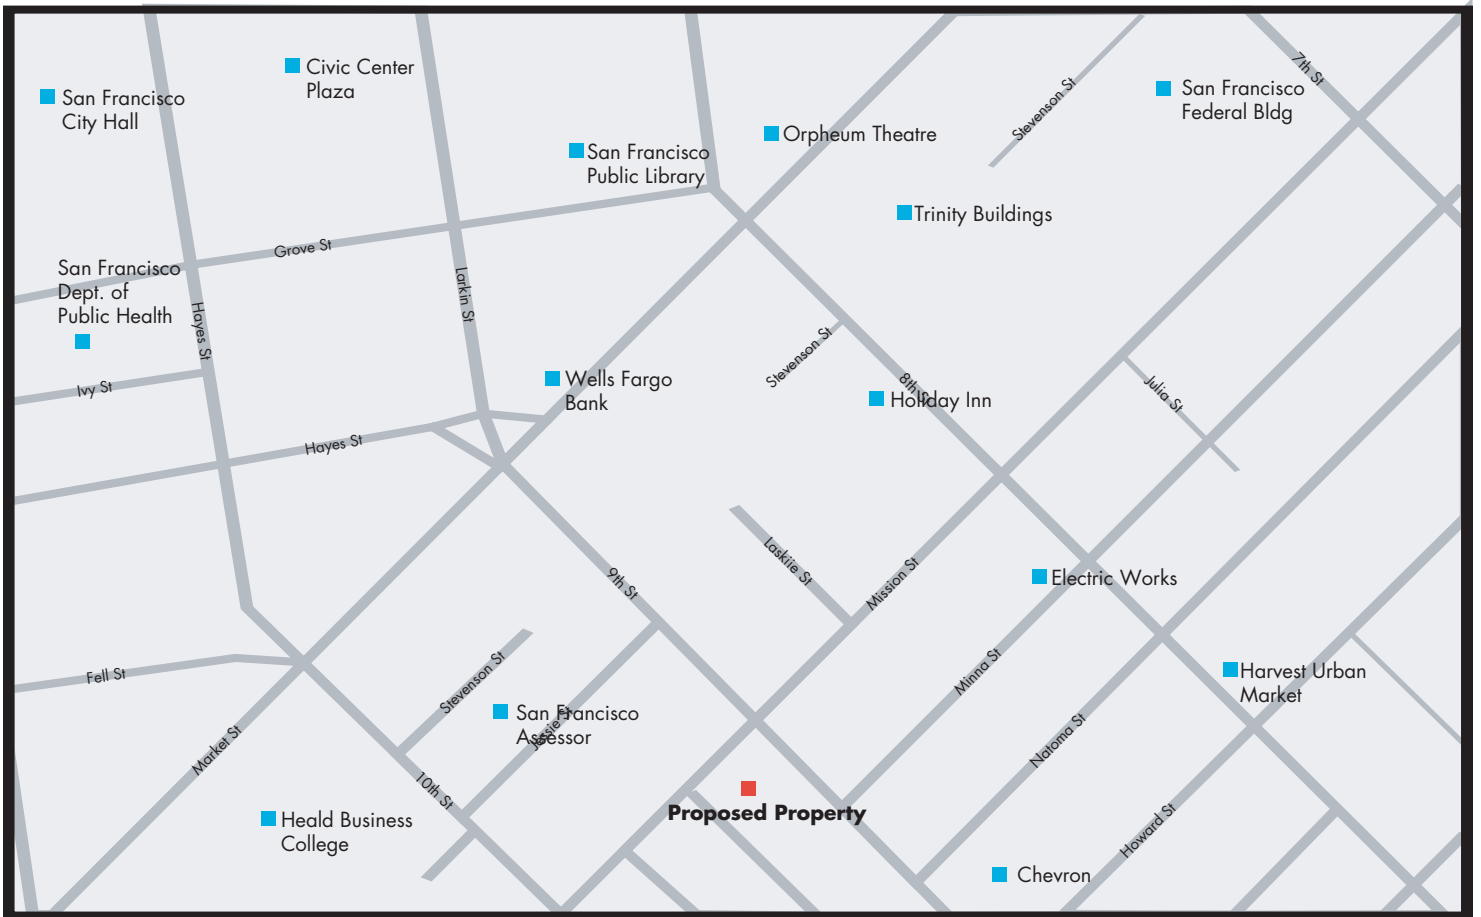 7th St
Civic Center
Plaza
San Francisco
City Hall
San Francisco
Federal Bldg
Stevenson St
Orpheum Theatre
San Francisco
Public Library
Trinity Buildings
Grove St
San Francisco
Dept. of
Public Health
Larkin St
Hayes St
Stevenson St
Wells Fargo
Bank
8th St
Holiday Inn
Julia St
Ivy St
Hayes St
Laskiie St
9th St
Mission St
Electric Works
Fell St
Stevenson St
Minna St
Harvest Urban
Market
San Francisco
Assessor
Jessie St
Market St
Natoma St
10th St
Proposed Property
Heald Business
College
Howard St
Chevron